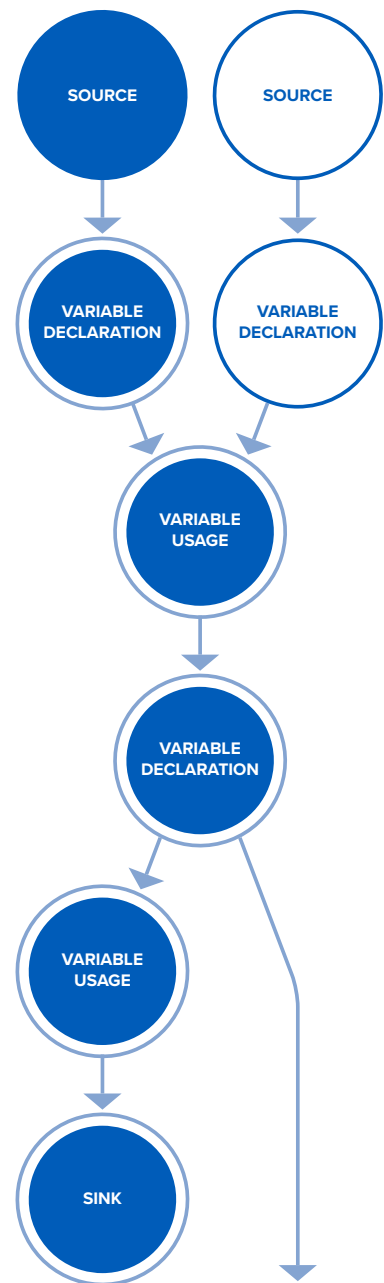 SOURCE
SOURCE
VARIABLE
DECLARATION
VARIABLE
DECLARATION
VARIABLE
USAGE
VARIABLE
DECLARATION
VARIABLE
USAGE
SINK